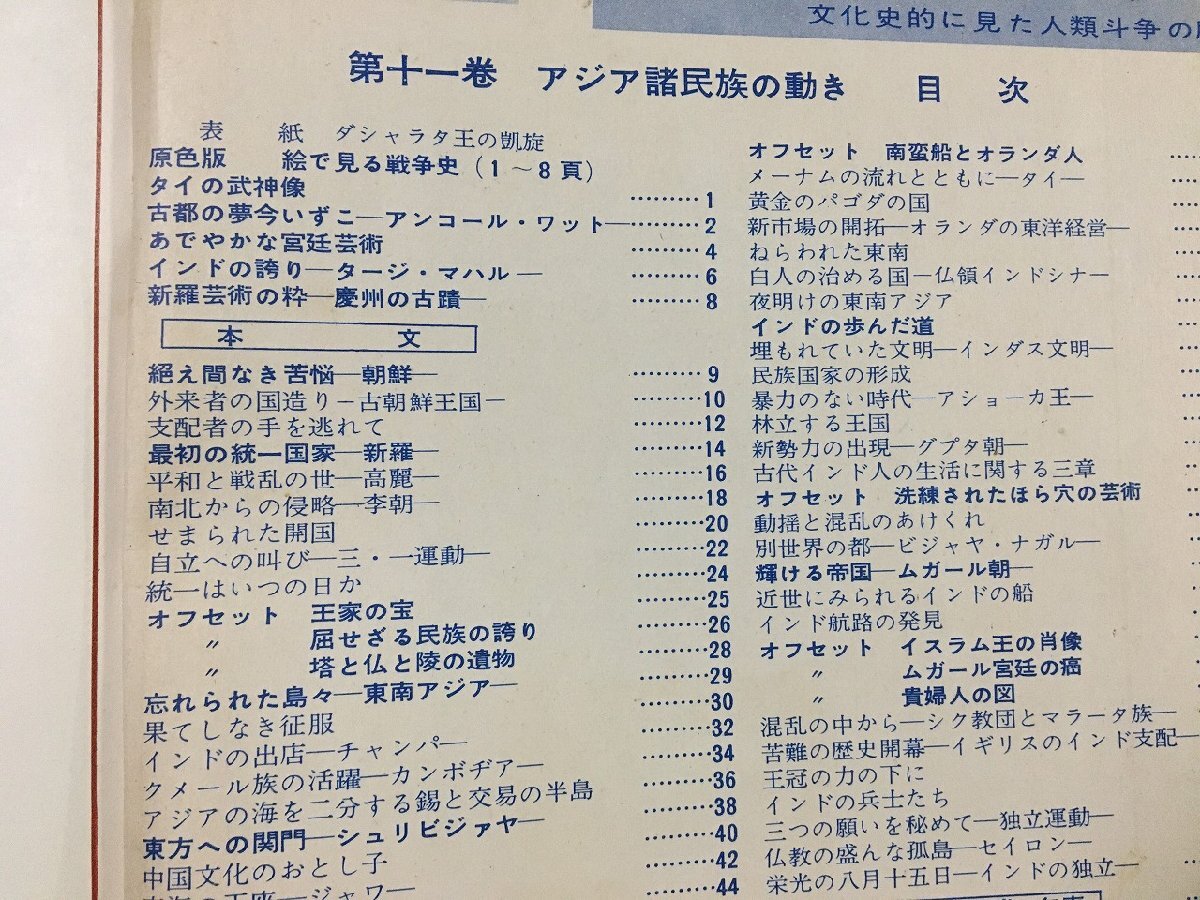 文化史的に見た人類斗争の
第十一巻 アジア諸民族の動き 目次
表紙 ダシャラタ王の凱旋
原色版 絵で見る戦争史(1~8頁)
タイの武神像 ………1
古都の夢今いずこ―アンコール・ワット― ………2
あでやかな宮廷芸術 ………4
インドの誇り―タージ・マハル― ………6
新羅芸術の粋―慶州の古蹟― ………8
本文
絶え間なき苦悩―朝鮮― ………9
外来者の国造り―古朝鮮王国― ………10
支配者の手を逃れて ………12
最初の統一国家―新羅― ………14
平和と戦乱の世―高麗― ………16
南北からの侵略―李朝― ………18
せまられた開国 ………20
自立への叫び―三・一運動― ………22
統一はいつの日か ………24
オフセット 王家の宝 ………25
〃 屈せざる民族の誇り ………26
〃 塔と仏と陵の遺物 ………28
忘れられた島々―東南アジア― ………29
果てしなき征服 ………30
インドの出店―チャンパ― ………32
クメール族の活躍―カンボヂア― ………34
アジアの海を二分する錫と交易の半島 ………36
東方への関門―シュリビジァヤ― ………38
中国文化のおとし子 ………40
………42
………44
オフセット 南蛮船とオランダ人
メーナムの流れとともに―タイ―
黄金のパゴダの国
新市場の開拓―オランダの東洋経営―
ねらわれた東南
白人の治める国―仏領インドシナ―
夜明けの東南アジア
インドの歩んだ道
埋もれていた文明―インダス文明―
民族国家の形成
暴力のない時代―アショーカ王―
林立する王国
新勢力の出現―グプタ朝―
古代インド人の生活に関する三章
オフセット 洗練されたほら穴の芸術
動揺と混乱のあけくれ
別世界の都―ビジャヤ・ナガル―
輝ける帝国―ムガール朝―
近世にみられるインドの船
インド航路の発見
オフセット イスラム王の肖像
〃 ムガール宮廷の癌
〃 貴婦人の図
混乱の中から―シク教団とマラータ族―
苦難の歴史開幕―イギリスのインド支配―
王冠の力の下に
インドの兵士たち
三つの願いを秘めて―独立運動―
仏教の盛んな孤島―セイロン―
栄光の八月十五日―インドの独立―